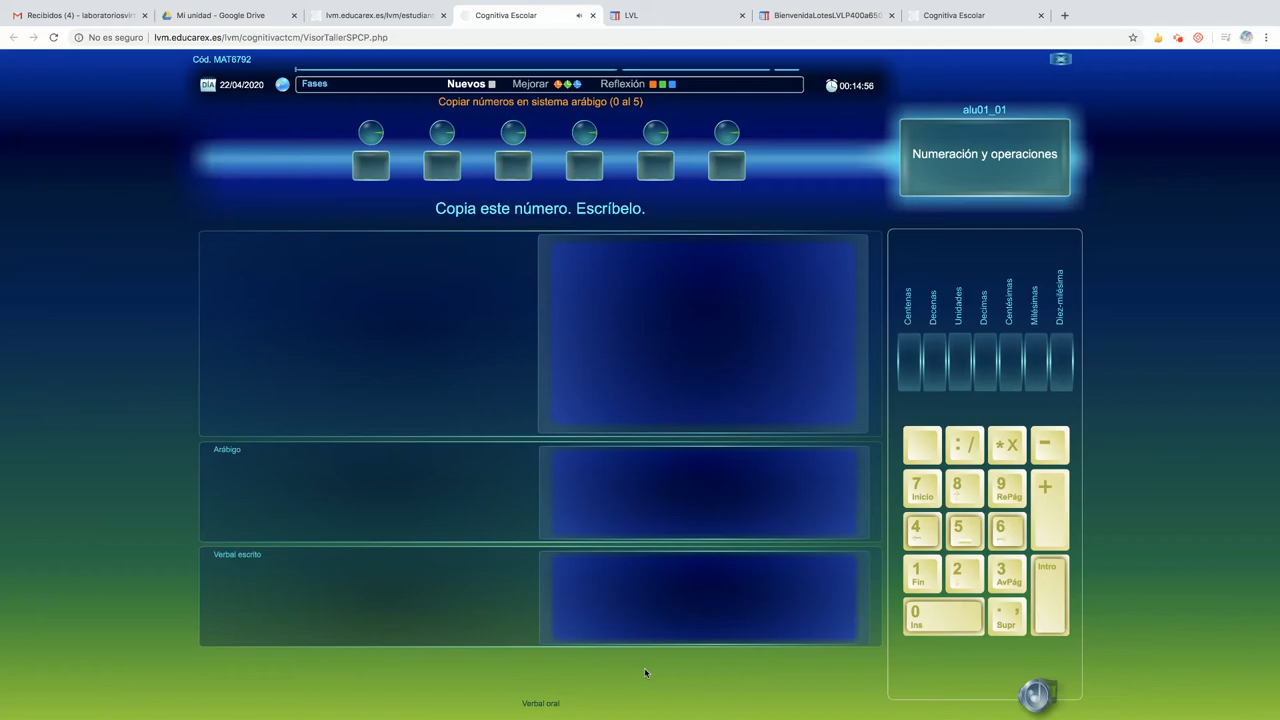 Recibidos (4) - laboratoriosvir
Mi unidad - Google Drive
lvm.educarex.es/lvm/estudian
Cognitiva Escolar
LVL
BienvenidaLotesLVLP400a650
Cognitiva Escolar
No es seguro
lvm.educarex.es/lvm/cognitivactcm/VisorTallerSPCP.php
Cód. MAT6792
DÍA 22/04/2020
Fases
Nuevos
Mejorar
Reflexión
00:14:56
Copiar números en sistema arábigo (0 al 5)
alu01_01
Numeración y operaciones
Copia este número. Escríbelo.
Centenas
Decenas
Unidades
Decimas
Centésimas
Milésimas
Diez-milésima
Arábigo
Verbal escrito
: /
* X
-
7 Inicio
8
9 RePág
+
4
5
6
1 Fin
2
3 AvPág
Intro
0 Ins
. , Supr
Verbal oral